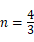 n = 4/3